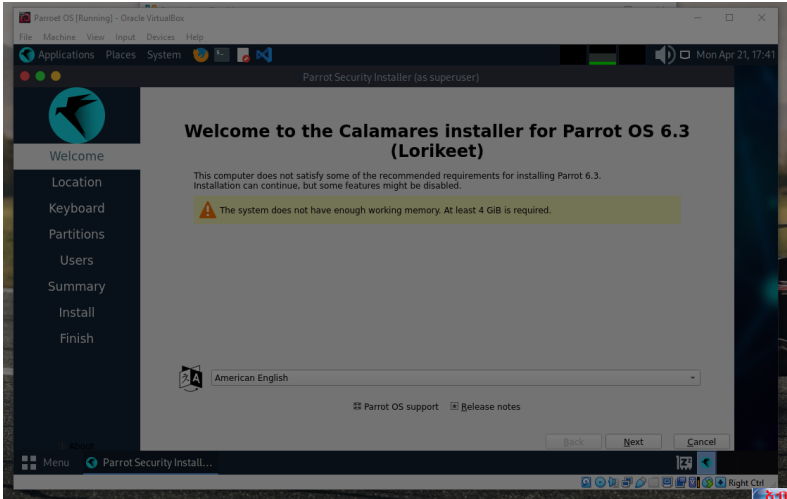 Parroet OS [Running] - Oracle VirtualBox
File Machine View Input Devices Help
Applications Places System Mon Apr 21, 17:41
Parrot Security Installer (as superuser)
Welcome
Location
Keyboard
Partitions
Users
Summary
Install
Finish
About
Welcome to the Calamares installer for Parrot OS 6.3
(Lorikeet)
This computer does not satisfy some of the recommended requirements for installing Parrot 6.3.
Installation can continue, but some features might be disabled.
The system does not have enough working memory. At least 4 GiB is required.
American English
Parrot OS support Release notes
Back Next Cancel
Menu Parrot Security Install...
Right Ctrl